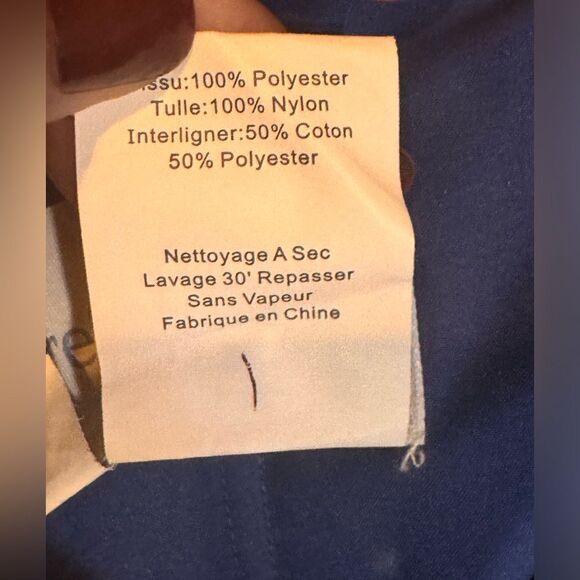 issu:100% Polyester
Tulle:100% Nylon
Interligner:50% Coton
50% Polyester
Nettoyage A Sec
Lavage 30' Repasser
Sans Vapeur
Fabrique en Chine
re